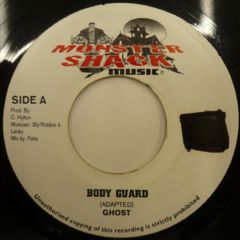 MONSTER
SHACK
MUSIC
SIDE A
Prod. By:
C. Hylton
Musician: Sly/Robbie &
Lenky
Mix by: Fatta
BODY GUARD
(ADAPTED)
GHOST
Unauthorised copying of this recording is strictly prohibited